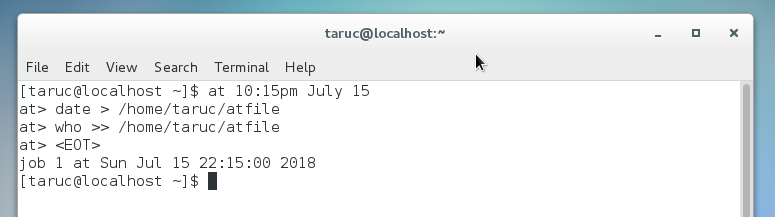 taruc@localhost:~
File Edit View Search Terminal Help
[taruc@localhost ~]$ at 10:15pm July 15
at> date > /home/taruc/atfile
at> who >> /home/taruc/atfile
at> <EOT>
job 1 at Sun Jul 15 22:15:00 2018
[taruc@localhost ~]$